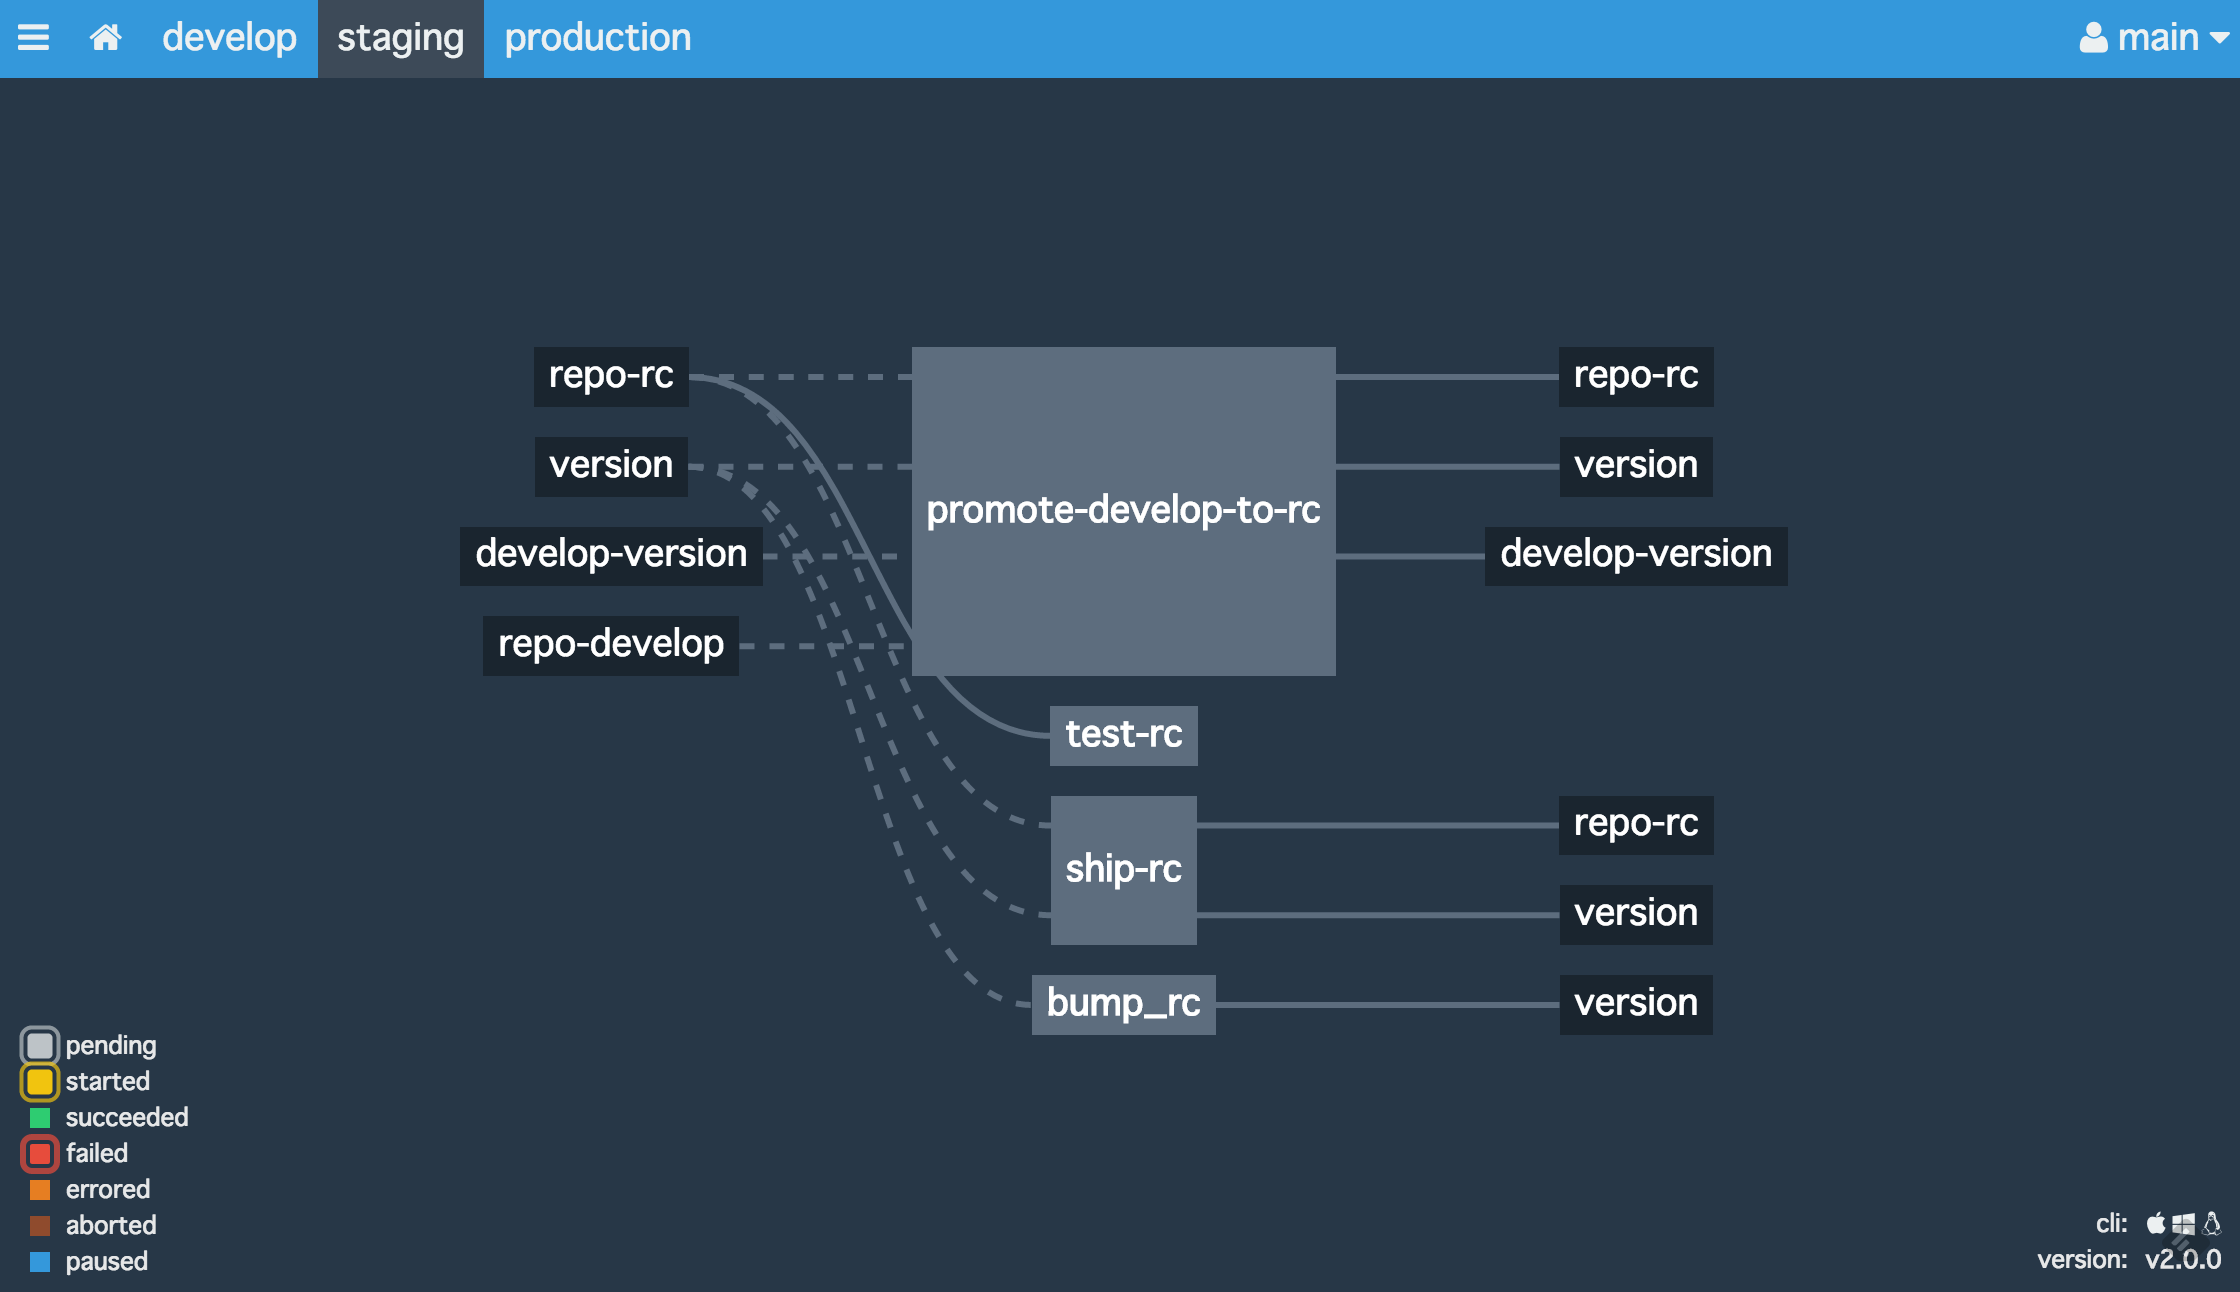 develop staging production main
repo-rc
version
develop-version
repo-develop
promote-develop-to-rc
repo-rc
version
develop-version
test-rc
ship-rc
repo-rc
version
bump_rc
version
pending
started
succeeded
failed
errored
aborted
paused
cli:
version: v2.0.0